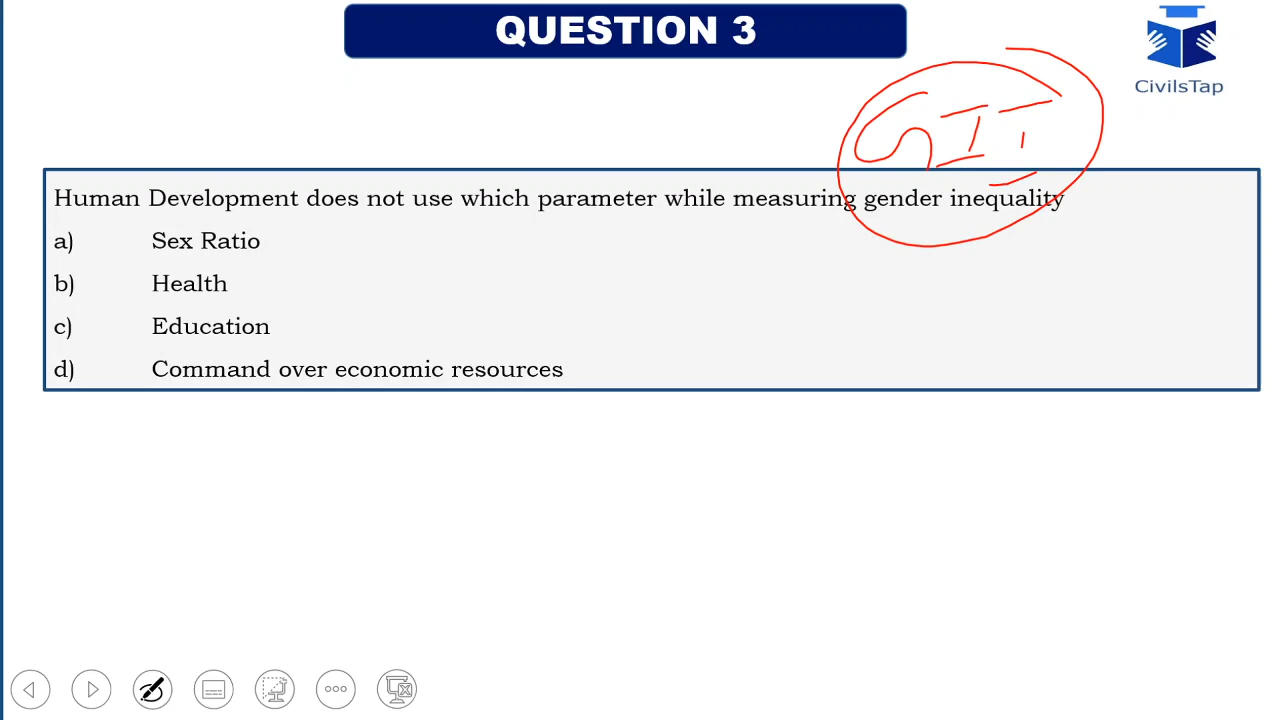 QUESTION 3
CivilsTap
GII
Human Development does not use which parameter while measuring gender inequality
a) Sex Ratio
b) Health
c) Education
d) Command over economic resources